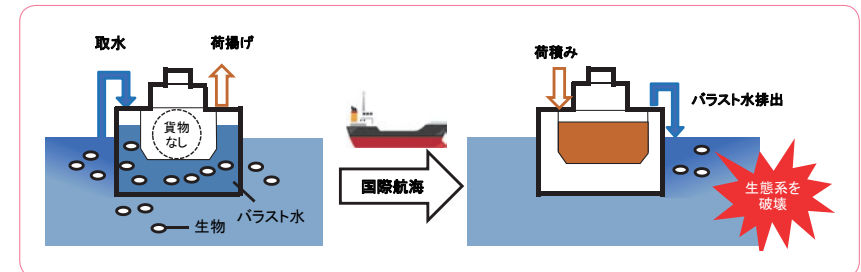 取水
荷揚げ
貨物
なし
バラスト水
生物
国際航海
荷積み
バラスト水排出
生態系を
破壊